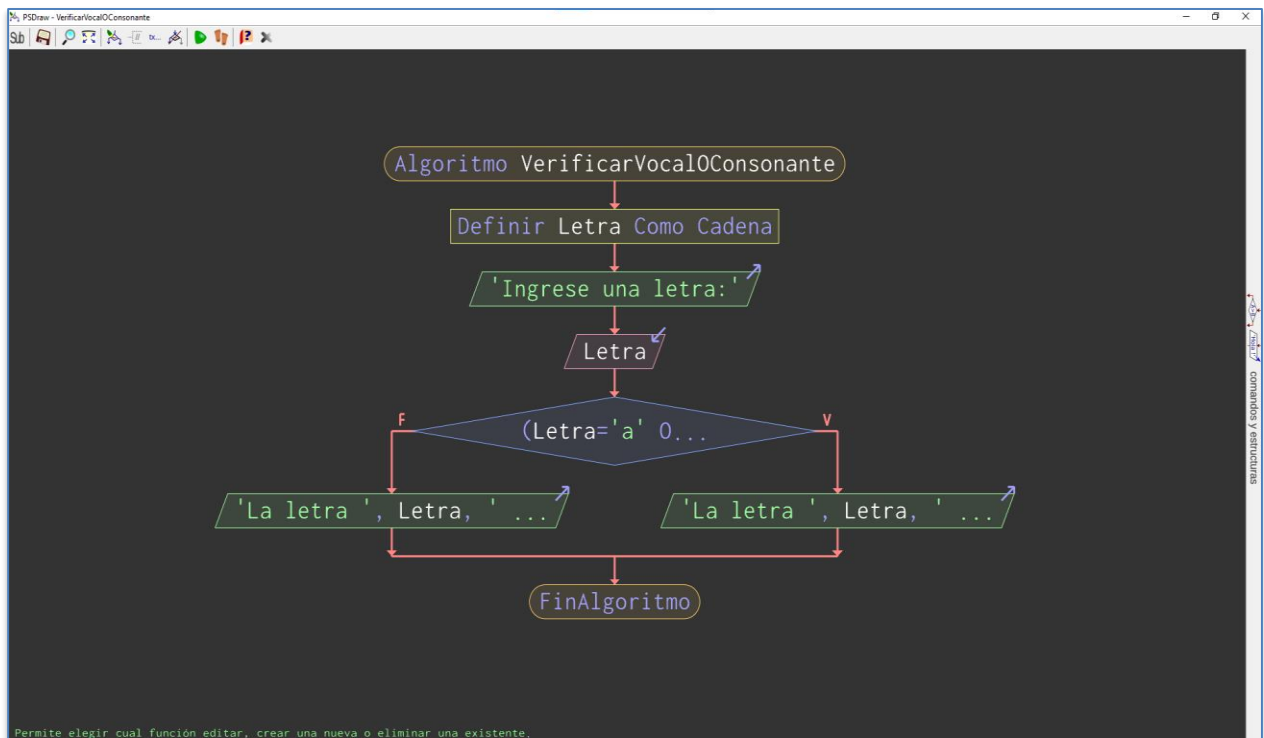 PSDraw - VerificarVocalOConsonante
Sub
Algoritmo VerificarVocalOConsonante
Definir Letra Como Cadena
'Ingrese una letra:'
Letra
F
(Letra='a' O...
V
'La letra ', Letra, ' ...
'La letra ', Letra, ' ...
FinAlgoritmo
comandos y estructuras
Permite elegir cual función editar, crear una nueva o eliminar una existente.